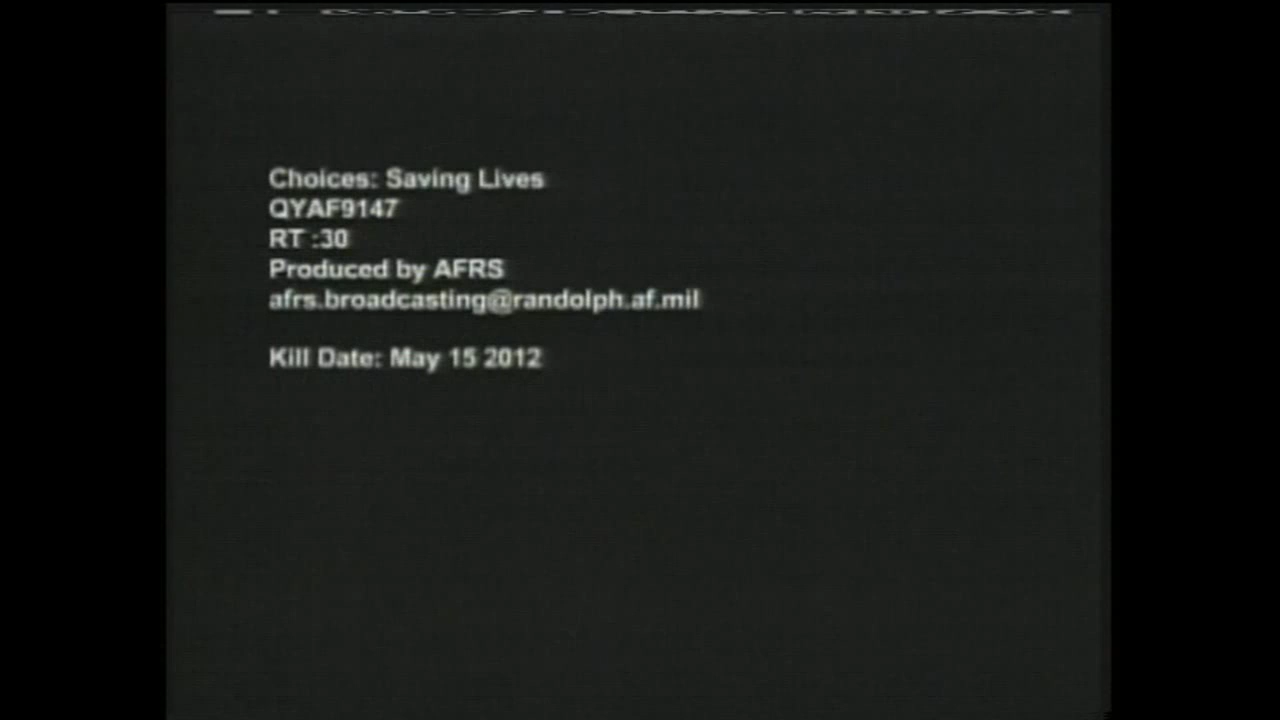 Choices: Saving Lives
QYAF9147
RT :30
Produced by AFRS
afrs.broadcasting@randolph.af.mil
Kill Date: May 15 2012